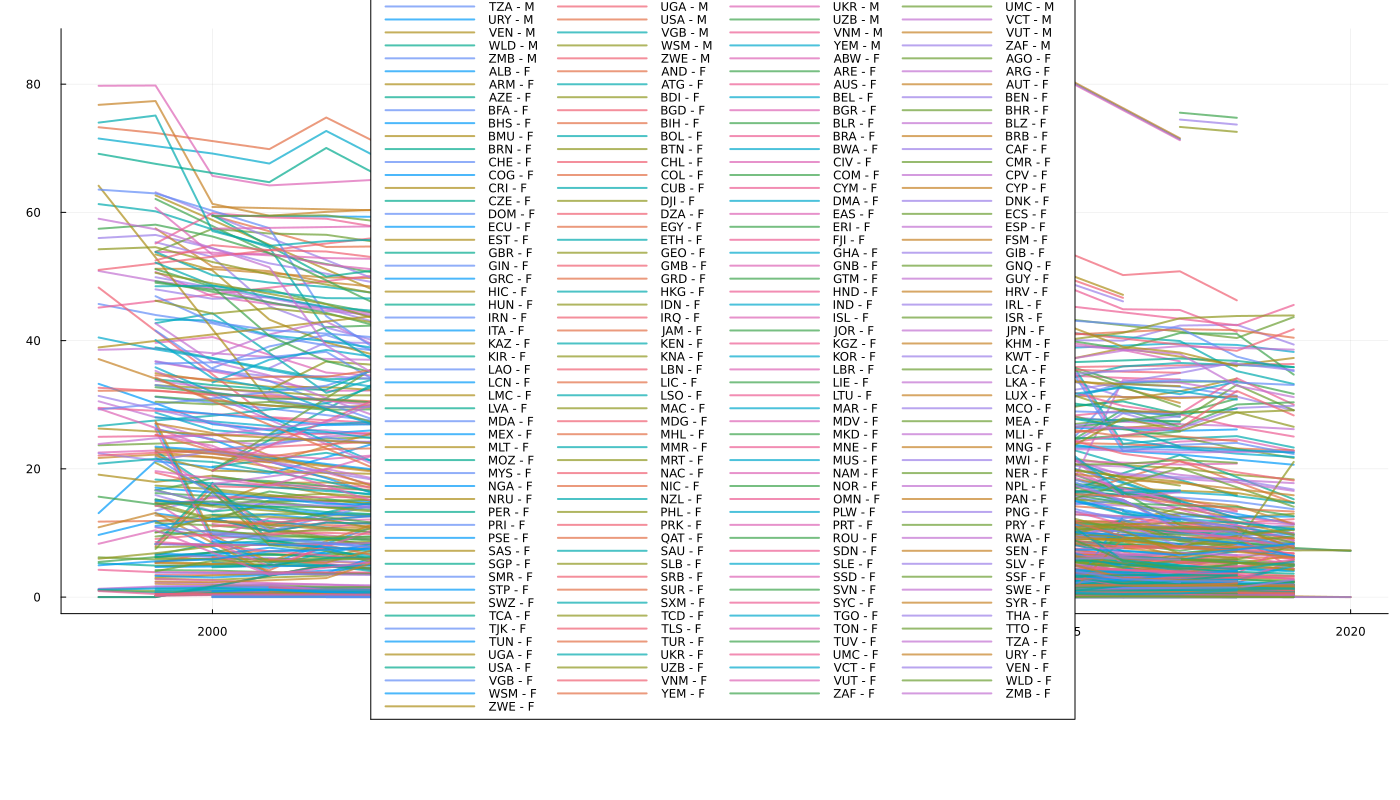 TZA - M UGA - M UKR - M UMC - M
URY - M USA - M UZB - M VCT - M
VEN - M VGB - M VNM - M VUT - M
WLD - M WSM - M YEM - M ZAF - M
ZMB - M ZWE - M ABW - F AGO - F
ALB - F AND - F ARE - F ARG - F
ARM - F ATG - F AUS - F AUT - F
AZE - F BDI - F BEL - F BEN - F
BFA - F BGD - F BGR - F BHR - F
BHS - F BIH - F BLR - F BLZ - F
BMU - F BOL - F BRA - F BRB - F
BRN - F BTN - F BWA - F CAF - F
CHE - F CHL - F CIV - F CMR - F
COG - F COL - F COM - F CPV - F
CRI - F CUB - F CYM - F CYP - F
CZE - F DJI - F DMA - F DNK - F
DOM - F DZA - F EAS - F ECS - F
ECU - F EGY - F ERI - F ESP - F
EST - F ETH - F FJI - F FSM - F
GBR - F GEO - F GHA - F GIB - F
GIN - F GMB - F GNB - F GNQ - F
GRC - F GRD - F GTM - F GUY - F
HIC - F HKG - F HND - F HRV - F
HUN - F IDN - F IND - F IRL - F
IRN - F IRQ - F ISL - F ISR - F
ITA - F JAM - F JOR - F JPN - F
KAZ - F KEN - F KGZ - F KHM - F
KIR - F KNA - F KOR - F KWT - F
LAO - F LBN - F LBR - F LCA - F
LCN - F LIC - F LIE - F LKA - F
LMC - F LSO - F LTU - F LUX - F
LVA - F MAC - F MAR - F MCO - F
MDA - F MDG - F MDV - F MEA - F
MEX - F MHL - F MKD - F MLI - F
MLT - F MMR - F MNE - F MNG - F
MOZ - F MRT - F MUS - F MWI - F
MYS - F NAC - F NAM - F NER - F
NGA - F NIC - F NOR - F NPL - F
NRU - F NZL - F OMN - F PAN - F
PER - F PHL - F PLW - F PNG - F
PRI - F PRK - F PRT - F PRY - F
PSE - F QAT - F ROU - F RWA - F
SAS - F SAU - F SDN - F SEN - F
SGP - F SLB - F SLE - F SLV - F
SMR - F SRB - F SSD - F SSF - F
STP - F SUR - F SVN - F SWE - F
SWZ - F SXM - F SYC - F SYR - F
TCA - F TCD - F TGO - F THA - F
TJK - F TLS - F TON - F TTO - F
TUN - F TUR - F TUV - F TZA - F
UGA - F UKR - F UMC - F URY - F
USA - F UZB - F VCT - F VEN - F
VGB - F VNM - F VUT - F WLD - F
WSM - F YEM - F ZAF - F ZMB - F
ZWE - F
80
60
40
20
0
2000 5 2020